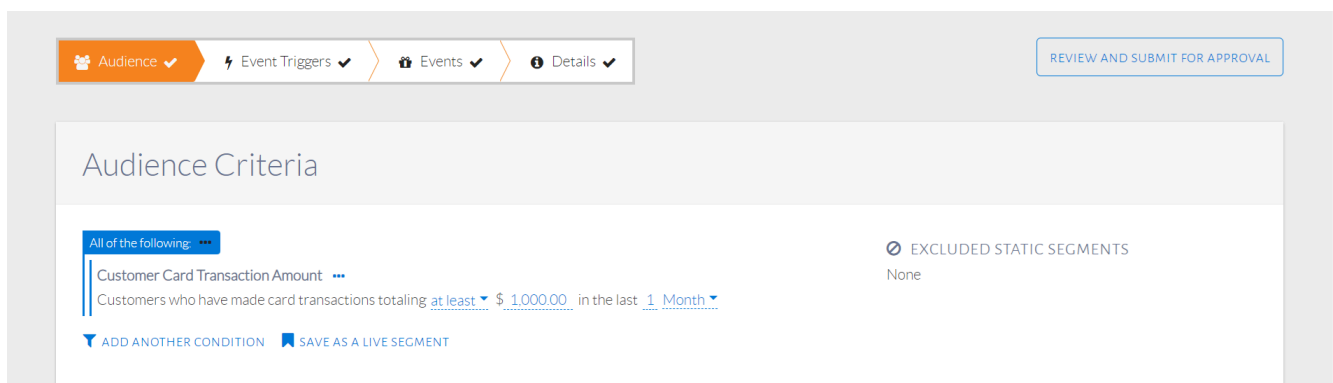 Audience Event Triggers Events Details
REVIEW AND SUBMIT FOR APPROVAL
Audience Criteria
All of the following: •••
Customer Card Transaction Amount •••
Customers who have made card transactions totaling at least $ 1,000.00 in the last 1 Month
ADD ANOTHER CONDITION SAVE AS A LIVE SEGMENT
EXCLUDED STATIC SEGMENTS
None